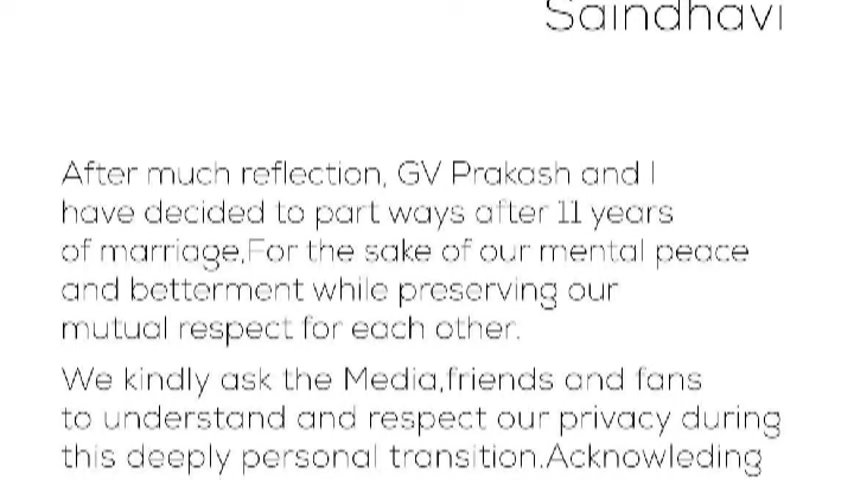 Saindhavi
After much reflection, GV Prakash and I
have decided to part ways after 11 years
of marriage,For the sake of our mental peace
and betterment while preserving our
mutual respect for each other.
We kindly ask the Media,friends and fans
to understand and respect our privacy during
this deeply personal transition.Acknowleding